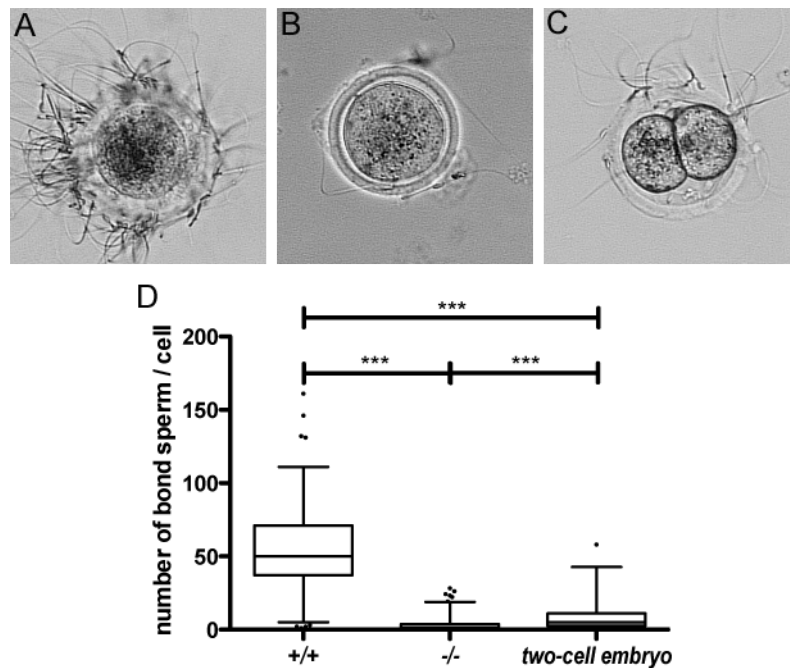 A
B
C
D
***
*** ***
200
150
100
50
0
number of bond sperm / cell
+/+ -/- two-cell embryo